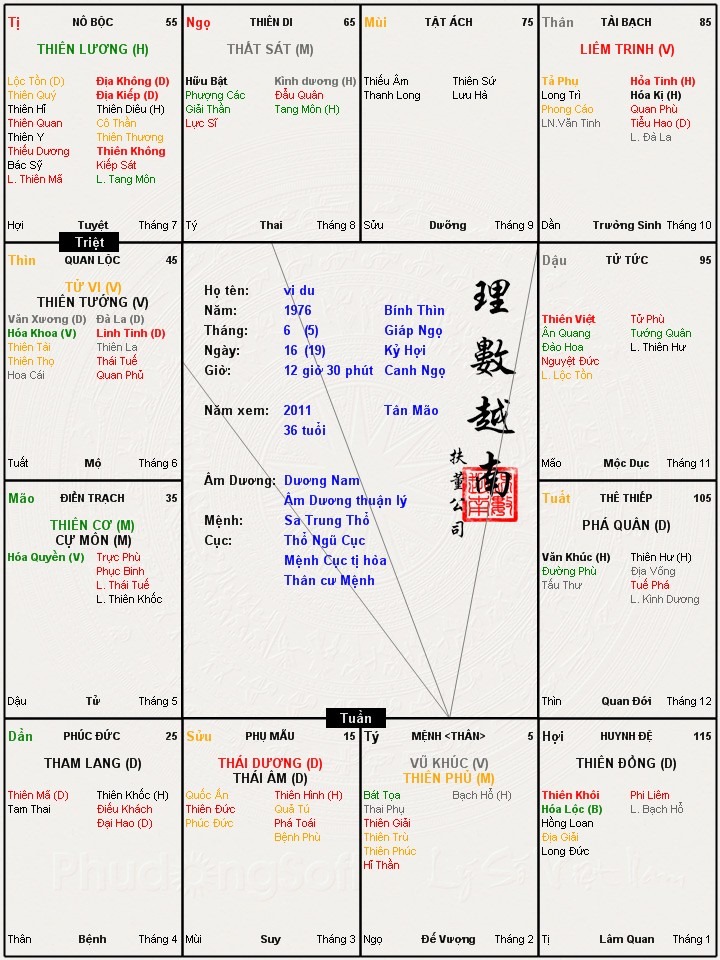 Tị NÔ BỘC 55
THIÊN LƯƠNG (H)
Lộc Tồn (D) Địa Không (D)
Thiên Quý Địa Kiếp (D)
Thiên Hĩ Thiên Diêu (H)
Thiên Quan Cô Thần
Thiên Y Thiên Thương
Thiếu Dương Thiên Không
Bác Sỹ Kiếp Sát
L. Thiên Mã L. Tang Môn
Hợi Tuyệt Tháng 7
Ngọ THIÊN DI 65
THẤT SÁT (M)
Hữu Bật Kình dương (H)
Phượng Các Đẩu Quân
Giải Thần Tang Môn (H)
Lực Sĩ
Tý Thai Tháng 8
Mùi TẬT ÁCH 75
Thiếu Âm Thiên Sứ
Thanh Long Lưu Hà
Sửu Dưỡng Tháng 9
Thân TÀI BẠCH 85
LIÊM TRINH (V)
Tả Phụ Hỏa Tinh (H)
Long Trì Hóa Kị (H)
Phong Cáo Quan Phù
LN.Văn Tinh Tiểu Hao (D)
L. Đà La
Dần Trưởng Sinh Tháng 10
Triệt
Thìn QUAN LỘC 45
TỬ VI (V)
THIÊN TƯỚNG (V)
Văn Xương (D) Đà La (D)
Hóa Khoa (V) Linh Tinh (D)
Thiên Tài Thiên La
Thiên Thọ Thái Tuế
Hoa Cái Quan Phủ
Tuất Mộ Tháng 6
Họ tên: vi du
Năm: 1976 Bính Thìn
Tháng: 6 (5) Giáp Ngọ
Ngày: 16 (19) Kỷ Hợi
Giờ: 12 giờ 30 phút Canh Ngọ
Năm xem: 2011 Tân Mão
36 tuổi
Âm Dương: Dương Nam
Âm Dương thuận lý
Mệnh: Sa Trung Thổ
Cục: Thổ Ngũ Cục
Mệnh Cục tị hòa
Thân cư Mệnh
理數越南
扶董公司
Dậu TỬ TỨC 95
Thiên Việt Tử Phù
Ân Quang Tướng Quân
Đào Hoa L. Thiên Hư
Nguyệt Đức
L. Lộc Tồn
Mão Mộc Dục Tháng 11
Mão ĐIỀN TRẠCH 35
THIÊN CƠ (M)
CỰ MÔN (M)
Hóa Quyền (V) Trực Phù
Phục Binh
L. Thái Tuế
L. Thiên Khốc
Dậu Tử Tháng 5
Tuất THÊ THIẾP 105
PHÁ QUÂN (D)
Văn Khúc (H) Thiên Hư (H)
Đường Phù Địa Võng
Tấu Thư Tuế Phá
L. Kình Dương
Thìn Quan Đới Tháng 12
Tuần
Dần PHÚC ĐỨC 25
THAM LANG (D)
Thiên Mã (D) Thiên Khốc (H)
Tam Thai Điếu Khách
Đại Hao (D)
Thân Bệnh Tháng 4
Sửu PHỤ MẪU 15
THÁI DƯƠNG (D)
THÁI ÂM (D)
Quốc Ấn Thiên Hình (H)
Thiên Đức Quả Tú
Phúc Đức Phá Toái
Bệnh Phù
Mùi Suy Tháng 3
Tý MỆNH <THÂN> 5
VŨ KHÚC (V)
THIÊN PHỦ (M)
Bát Tọa Bạch Hổ (H)
Thai Phụ
Thiên Giải
Thiên Trù
Thiên Phúc
Hĩ Thần
Ngọ Đế Vượng Tháng 2
Hợi HUYNH ĐỆ 115
THIÊN ĐỒNG (D)
Thiên Khôi Phi Liêm
Hóa Lộc (B) L. Bạch Hổ
Hồng Loan
Địa Giải
Long Đức
Tị Lâm Quan Tháng 1